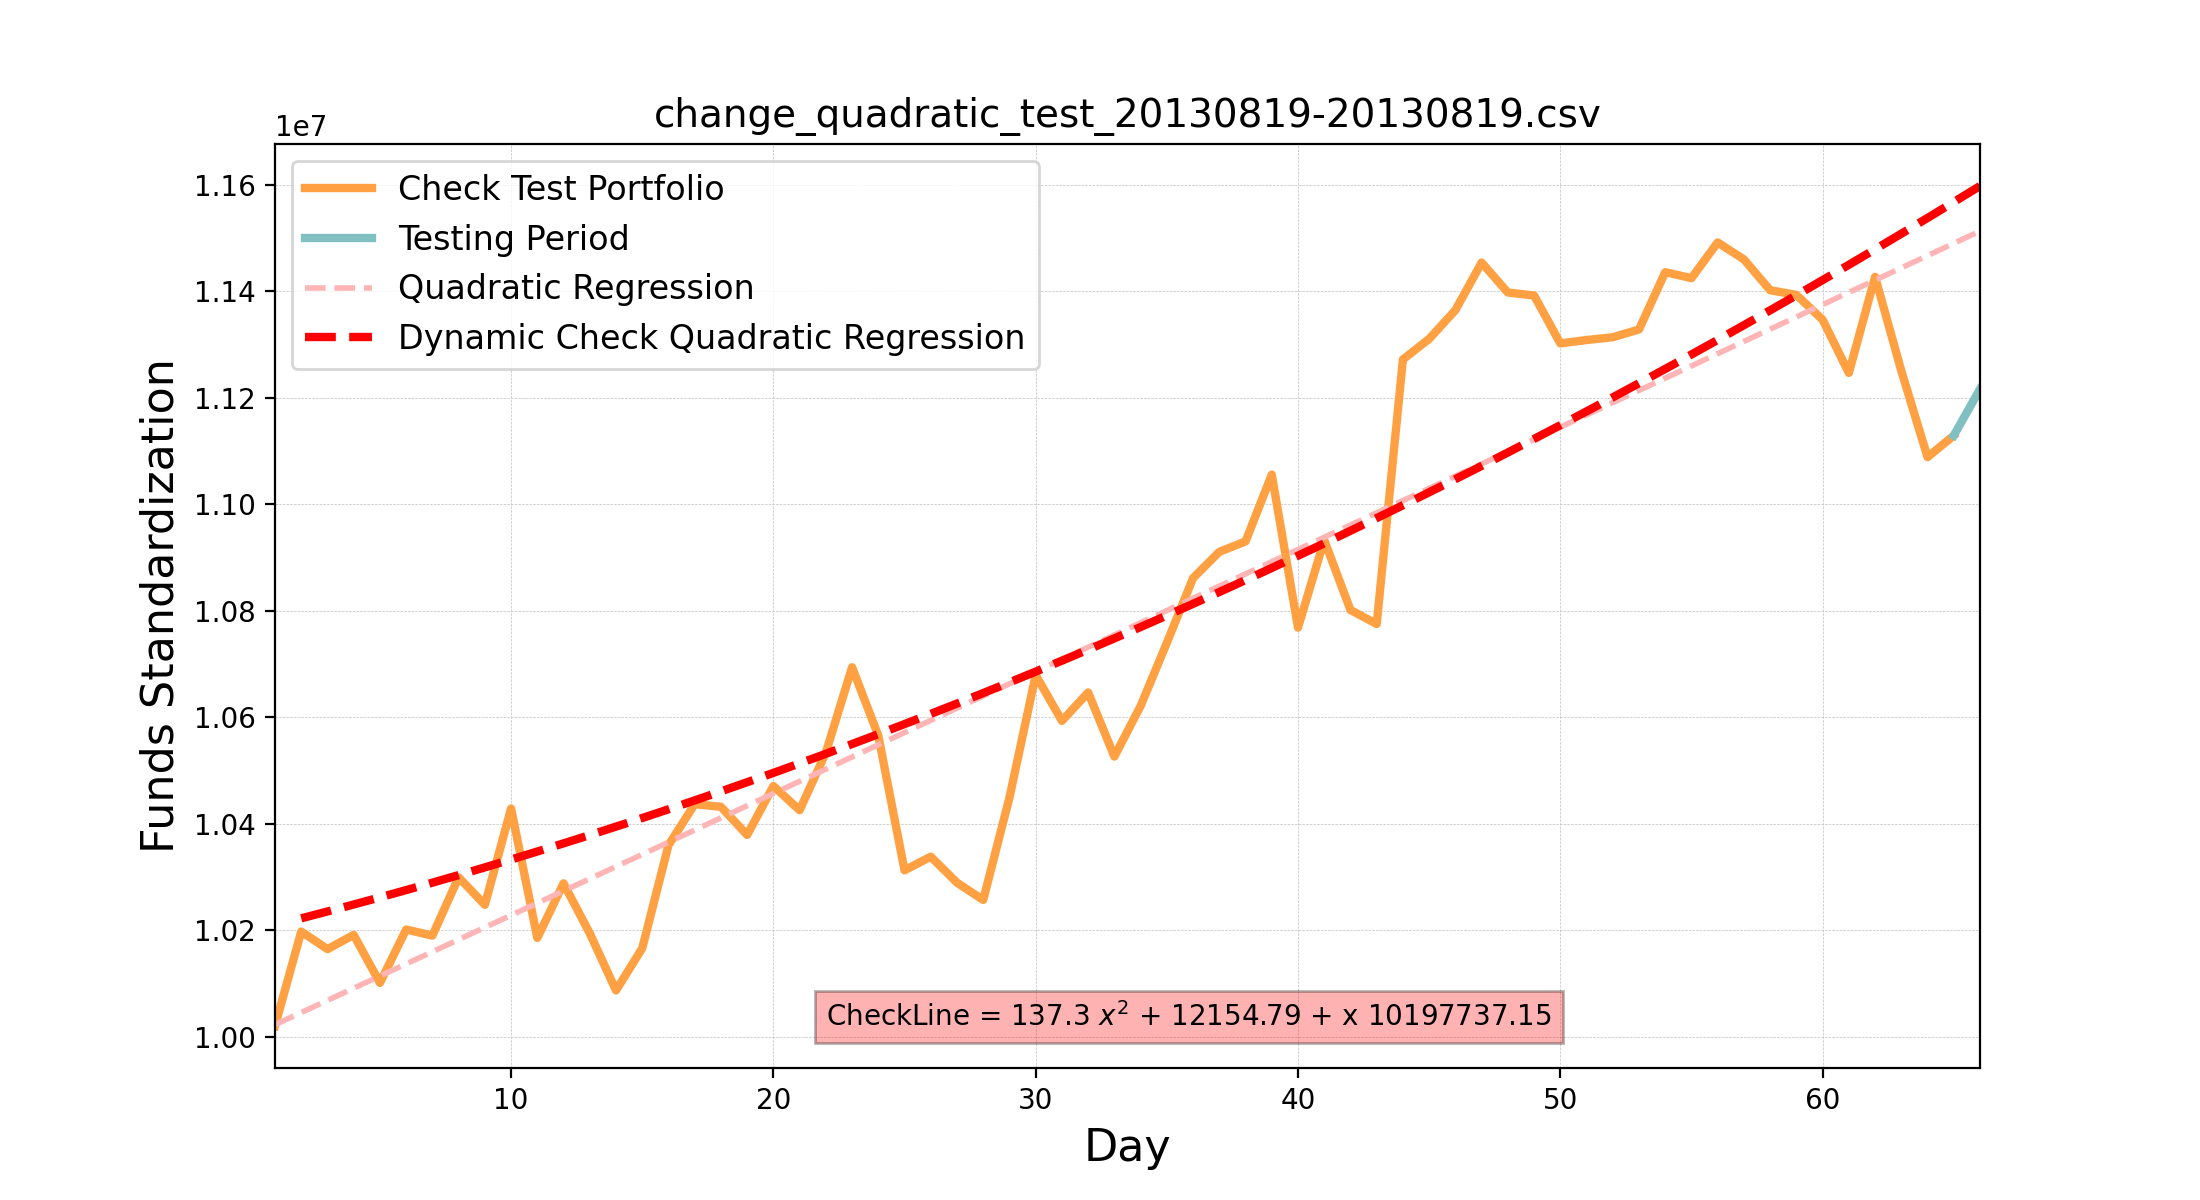 change_quadratic_test_20130819-20130819.csv
1e7
1.16
1.14
1.12
1.10
1.08
1.06
1.04
1.02
1.00
Funds Standardization
Check Test Portfolio
Testing Period
Quadratic Regression
Dynamic Check Quadratic Regression
CheckLine = 137.3 x² + 12154.79 + x 10197737.15
10 20 30 40 50 60
Day